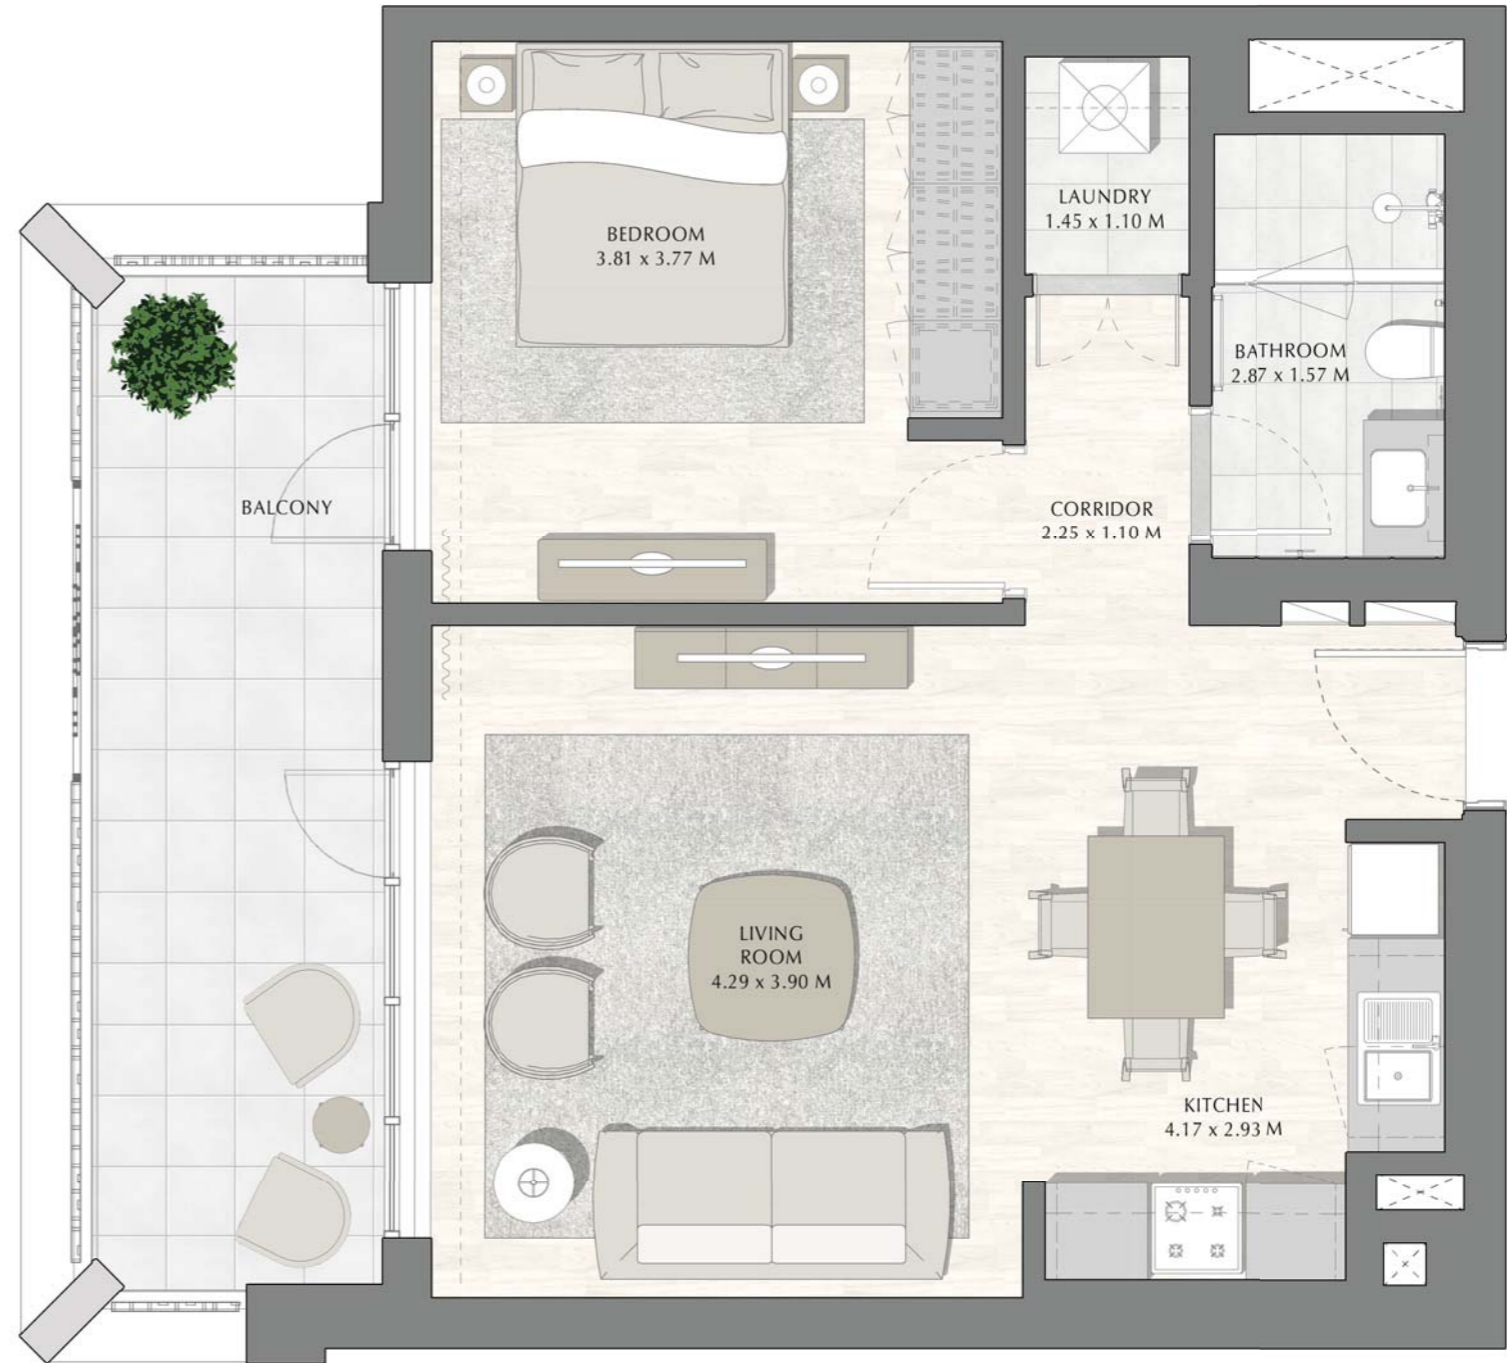 LAUNDRY
1.45 x 1.10 M
BEDROOM
3.81 x 3.77 M
BATHROOM
2.87 x 1.57 M
BALCONY
CORRIDOR
2.25 x 1.10 M
LIVING
ROOM
4.29 x 3.90 M
KITCHEN
4.17 x 2.93 M